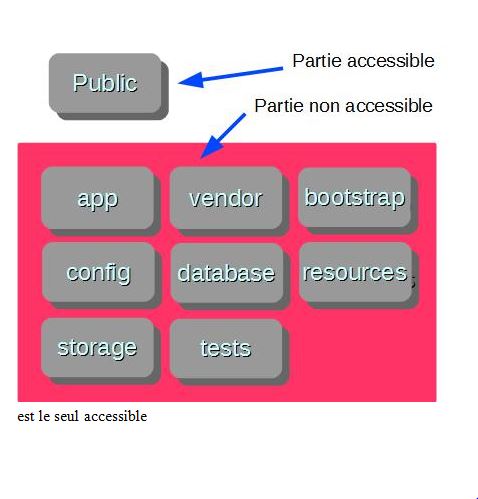 Partie accessible
Public
Partie non accessible
app vendor bootstrap
config database resources
storage tests
est le seul accessible